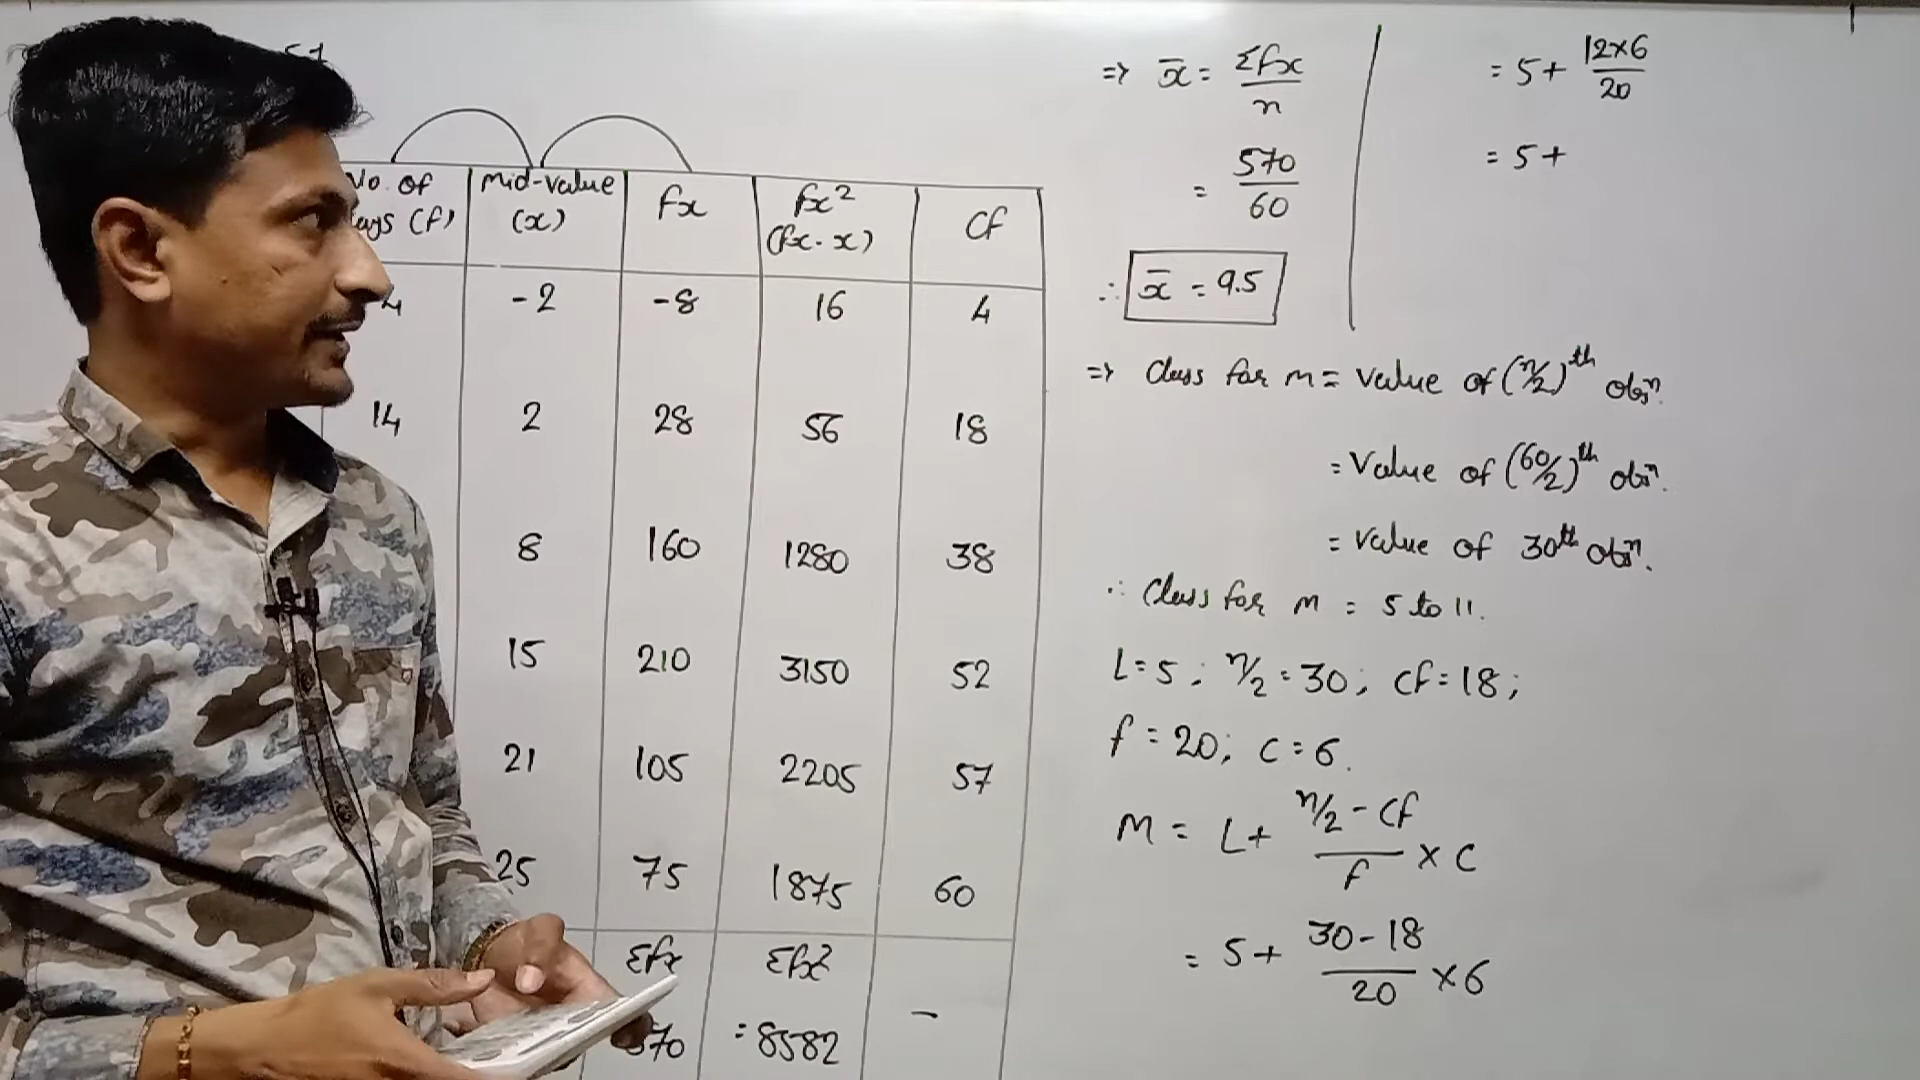 No. of days (f) | Mid-value (x) | fx | fx² (fx·x) | Cf
4 | -2 | -8 | 16 | 4
14 | 2 | 28 | 56 | 18
8 | 160 | 1280 | 38
15 | 210 | 3150 | 52
21 | 105 | 2205 | 57
25 | 75 | 1875 | 60
Σfx | Σfx²
570 | = 8582 | –
=> x̄ = Σfx/n
= 570/60
∴ x̄ = 9.5
= 5 + 12×6/20
= 5 +
=> Class for M = Value of (n/2)th obsⁿ.
= Value of (60/2)th obsⁿ.
= Value of 30th obsⁿ.
∴ Class for M = 5 to 11.
L = 5 ; n/2 = 30 ; Cf = 18 ;
f = 20 ; C = 6.
M = L + n/2 - Cf/f × C
= 5 + 30 - 18/20 × 6